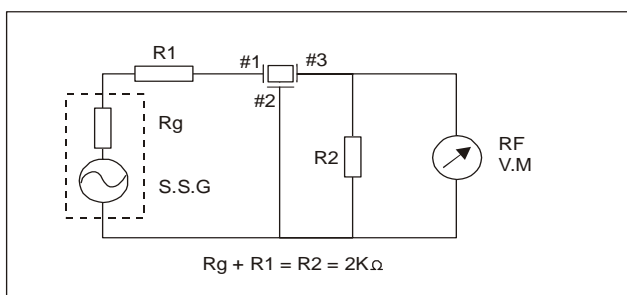 R1
#1
#3
#2
Rg
S.S.G
R2
RF
V.M
Rg + R1 = R2 = 2KΩ